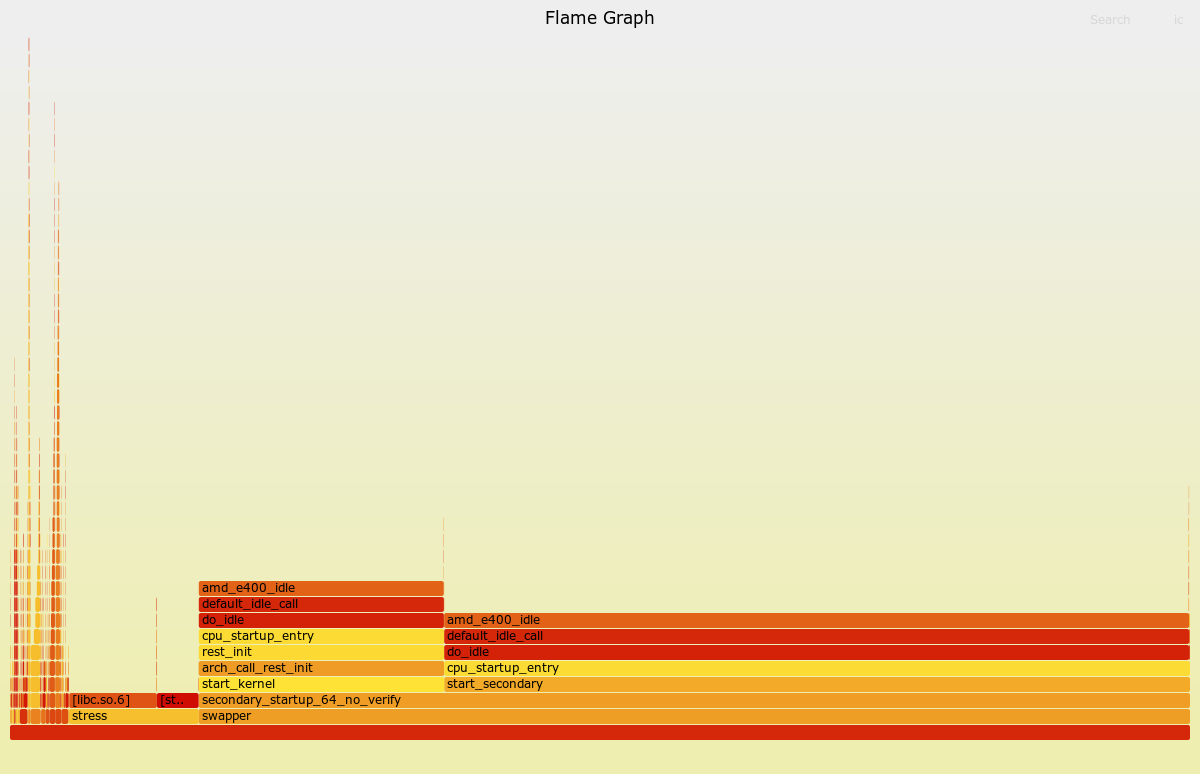 Flame Graph
Search ic
amd_e400_idle
default_idle_call
do_idle amd_e400_idle
cpu_startup_entry default_idle_call
rest_init do_idle
arch_call_rest_init cpu_startup_entry
start_kernel start_secondary
[libc.so.6] [st.. secondary_startup_64_no_verify
stress swapper